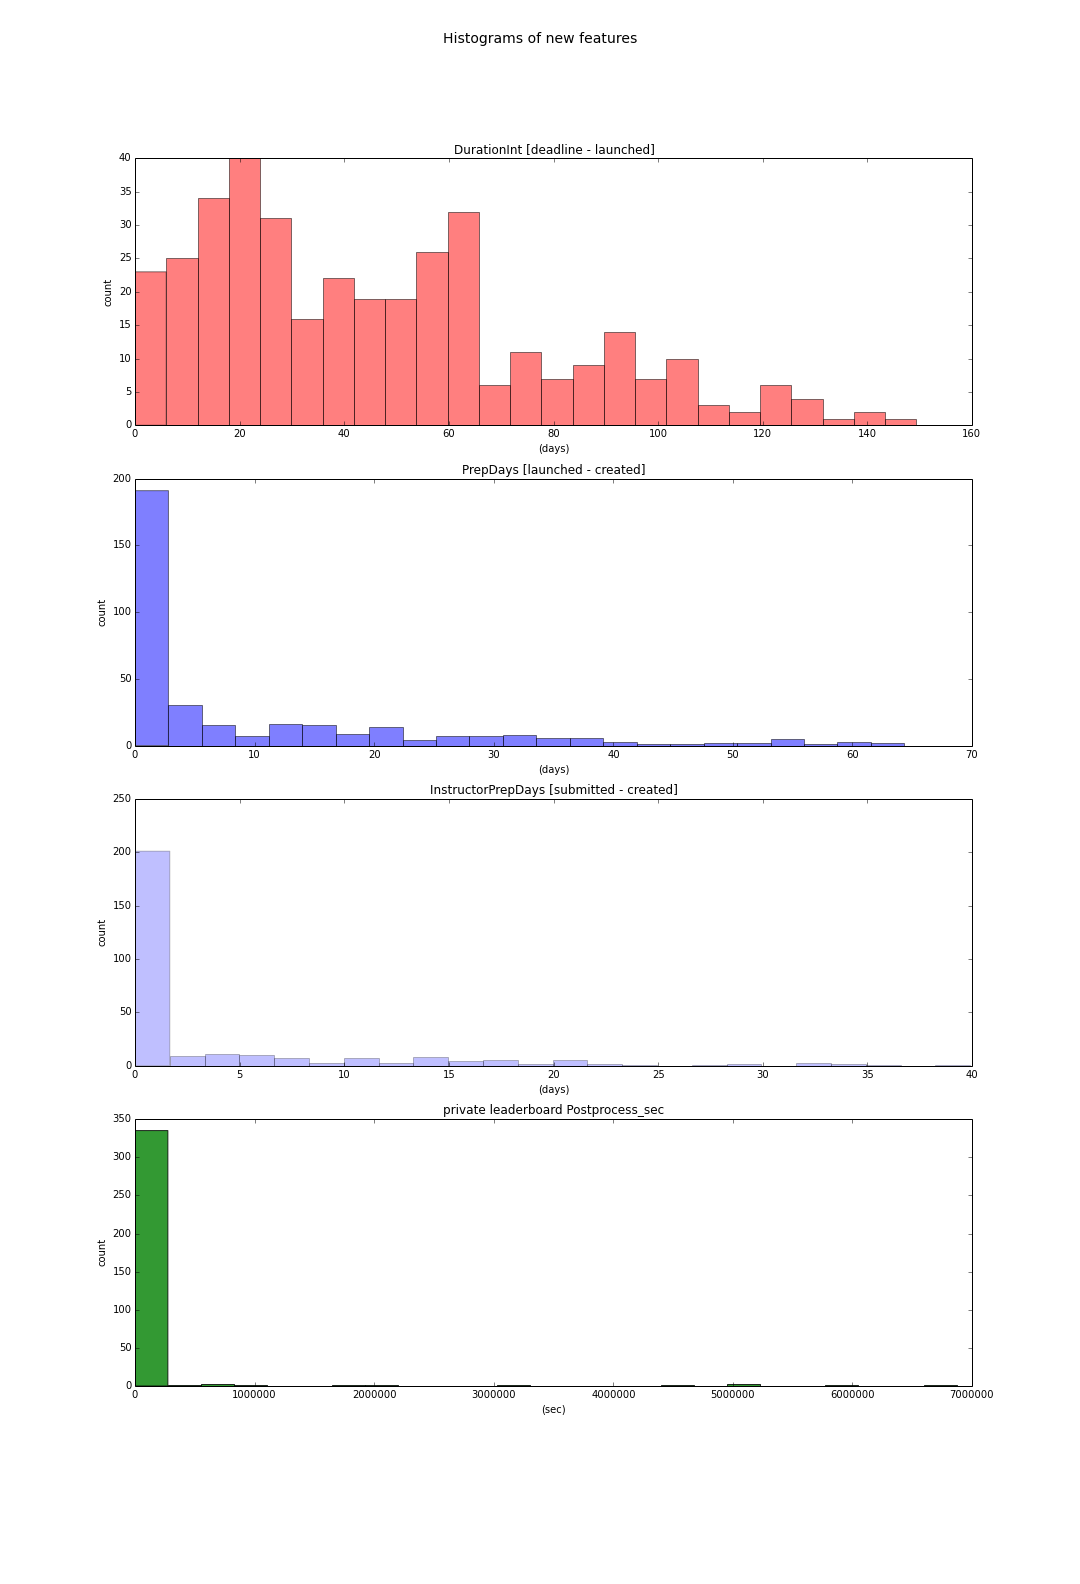 Histograms of new features
DurationInt [deadline - launched]
40
35
30
25
20
15
10
5
0
count
0 20 40 60 80 100 120 140 160
(days)
PrepDays [launched - created]
200
150
100
50
0
count
0 10 20 30 40 50 60 70
(days)
InstructorPrepDays [submitted - created]
250
200
150
100
50
0
count
0 5 10 15 20 25 30 35 40
(days)
private leaderboard Postprocess_sec
350
300
250
200
150
100
50
0
count
0 1000000 2000000 3000000 4000000 5000000 6000000 7000000
(sec)